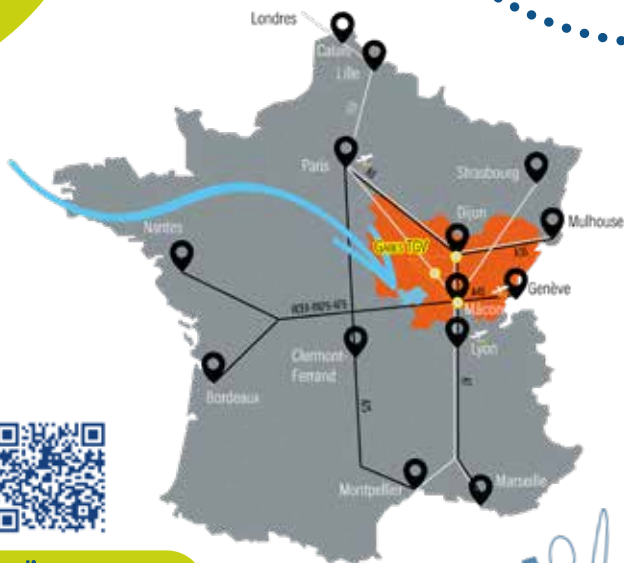 Londres
Calais
Lille
Paris
Strasbourg
Dijon
Mulhouse
Nantes
GARES TGV
Genève
Mâcon
Clermont-
Ferrand
Lyon
Bordeaux
Montpellier
Marseille